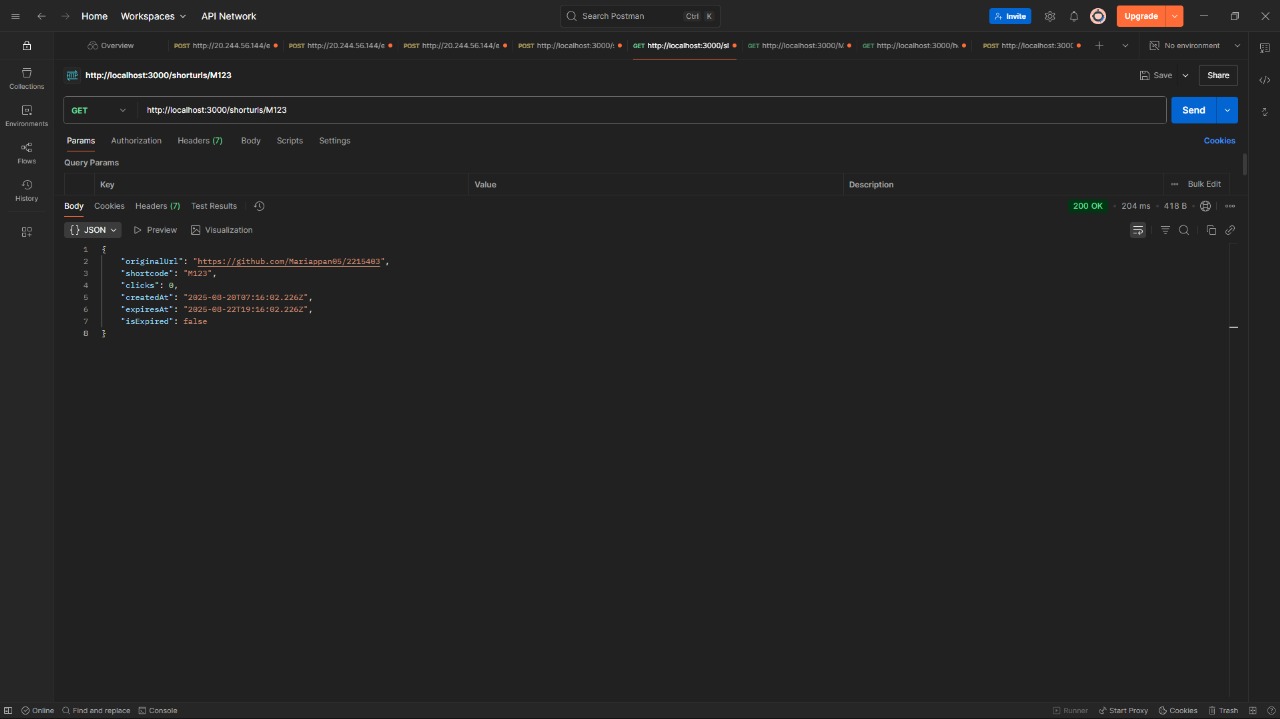 Home Workspaces API Network Search Postman Ctrl K Invite Upgrade
Overview POST http://20.244.56.144/e POST http://20.244.56.144/e POST http://20.244.56.144/e POST http://localhost:3000/s GET http://localhost:3000/sl GET http://localhost:3000/M GET http://localhost:3000/h POST http://localhost:300( No environment
http://localhost:3000/shorturls/M123 Save Share
Collections
GET http://localhost:3000/shorturls/M123 Send
Environments
Params Authorization Headers (7) Body Scripts Settings Cookies
Flows
Query Params
Key Value Description Bulk Edit
History
Body Cookies Headers (7) Test Results 200 OK 204 ms 418 B
{} JSON Preview Visualization
1 {
2 "originalUrl": "https://github.com/Mariappan05/2215403",
3 "shortcode": "M123",
4 "clicks": 0,
5 "createdAt": "2025-08-20T07:16:02.226Z",
6 "expiresAt": "2025-08-22T19:16:02.226Z",
7 "isExpired": false
8 }
Online Find and replace Console Runner Start Proxy Cookies Trash